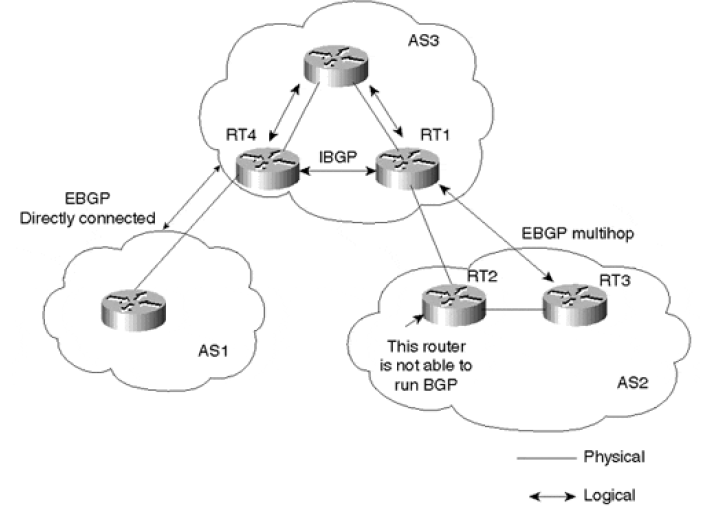 AS3
RT4
RT1
IBGP
EBGP
Directly connected
EBGP multihop
RT2
RT3
This router
is not able to
run BGP
AS1
AS2
Physical
Logical